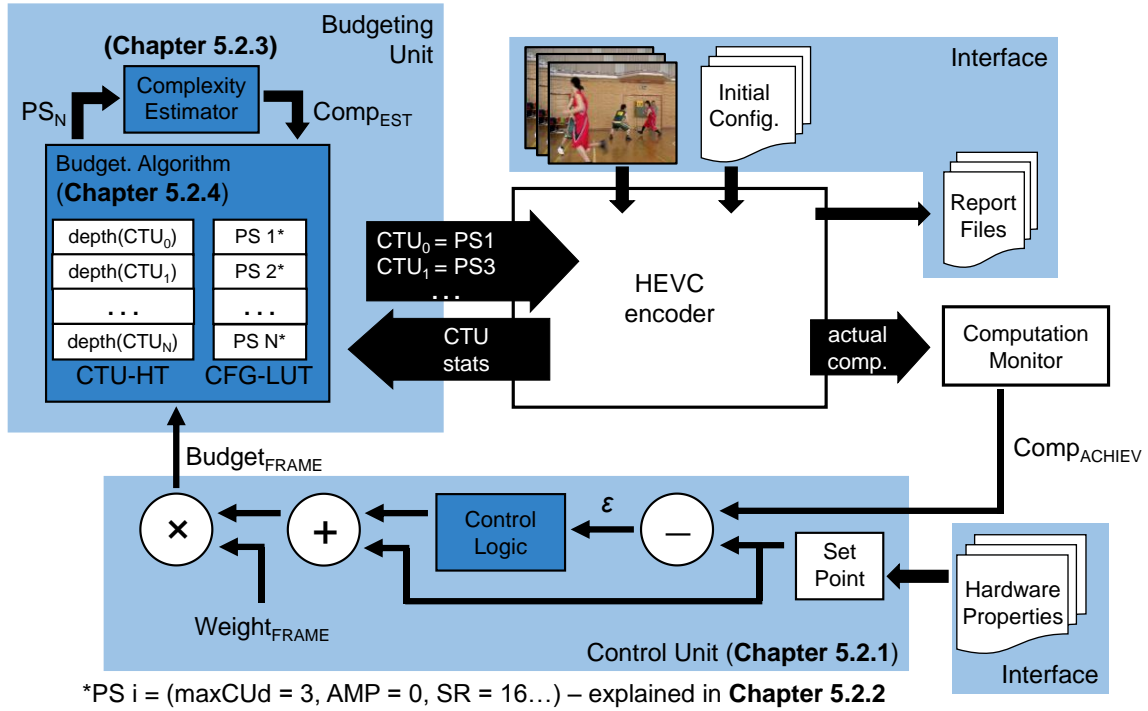 (Chapter 5.2.3)
Budgeting
Unit
Complexity
Estimator
PS_N
Comp_EST
Budget. Algorithm
(Chapter 5.2.4)
depth(CTU_0)
depth(CTU_1)
. . .
depth(CTU_N)
CTU-HT
PS 1*
PS 2*
. . .
PS N*
CFG-LUT
Interface
Initial
Config.
Report
Files
CTU_0 = PS1
CTU_1 = PS3
. . .
CTU
stats
HEVC
encoder
actual
comp.
Computation
Monitor
Comp_ACHIEV
Budget_FRAME
×
+
Control
Logic
ε
–
Set
Point
Hardware
Properties
Interface
Weight_FRAME
Control Unit (Chapter 5.2.1)
*PS i = (maxCUd = 3, AMP = 0, SR = 16…) – explained in Chapter 5.2.2